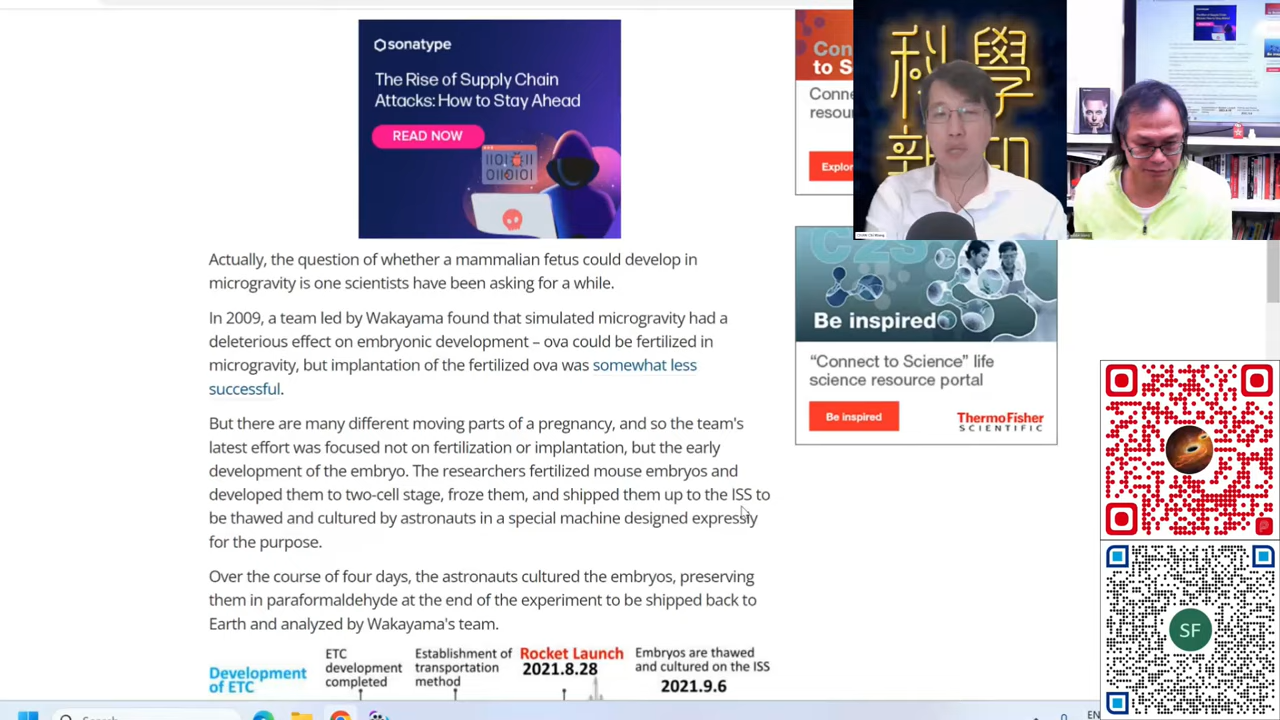 sonatype
The Rise of Supply Chain
Attacks: How to Stay Ahead
READ NOW
Con
to S
Conne
resour
Explor
科學
新知
Actually, the question of whether a mammalian fetus could develop in
microgravity is one scientists have been asking for a while.
In 2009, a team led by Wakayama found that simulated microgravity had a
deleterious effect on embryonic development – ova could be fertilized in
microgravity, but implantation of the fertilized ova was somewhat less
successful.
But there are many different moving parts of a pregnancy, and so the team's
latest effort was focused not on fertilization or implantation, but the early
development of the embryo. The researchers fertilized mouse embryos and
developed them to two-cell stage, froze them, and shipped them up to the ISS to
be thawed and cultured by astronauts in a special machine designed expressly
for the purpose.
Over the course of four days, the astronauts cultured the embryos, preserving
them in paraformaldehyde at the end of the experiment to be shipped back to
Earth and analyzed by Wakayama's team.
C2S
Be inspired
“Connect to Science” life
science resource portal
Be inspired
ThermoFisher
SCIENTIFIC
Development
of ETC
ETC
development
completed
Establishment of
transportation
method
Rocket Launch
2021.8.28
Embryos are thawed
and cultured on the ISS
2021.9.6
SF
EN